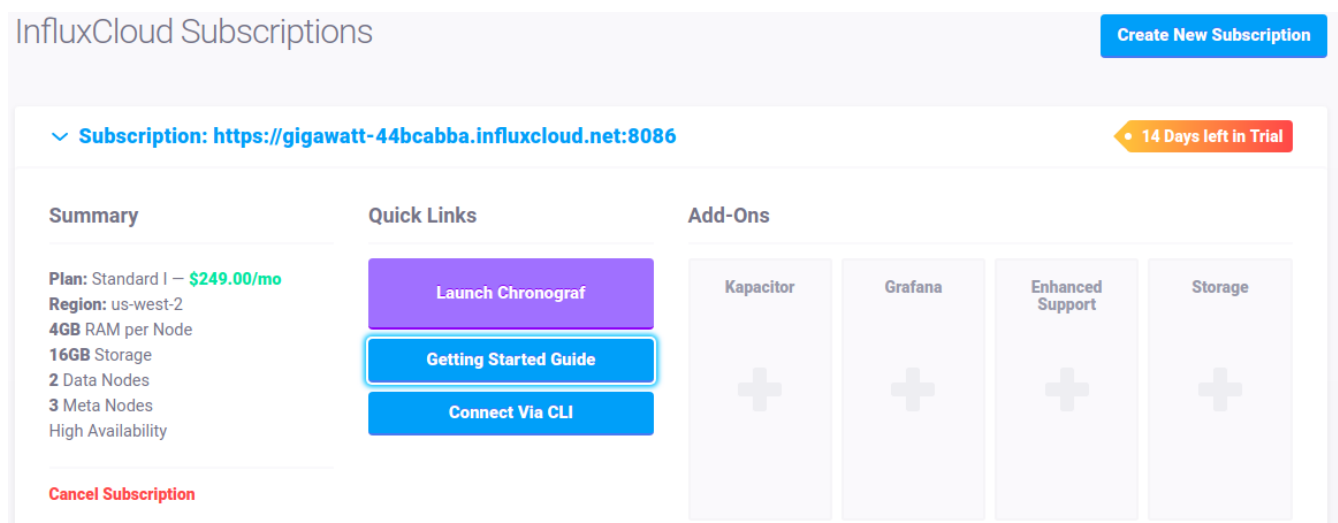 InfluxCloud Subscriptions
Create New Subscription
Subscription: https://gigawatt-44bcabba.influxcloud.net:8086
14 Days left in Trial
Summary
Plan: Standard I — $249.00/mo
Region: us-west-2
4GB RAM per Node
16GB Storage
2 Data Nodes
3 Meta Nodes
High Availability
Cancel Subscription
Quick Links
Launch Chronograf
Getting Started Guide
Connect Via CLI
Add-Ons
Kapacitor
Grafana
Enhanced
Support
Storage